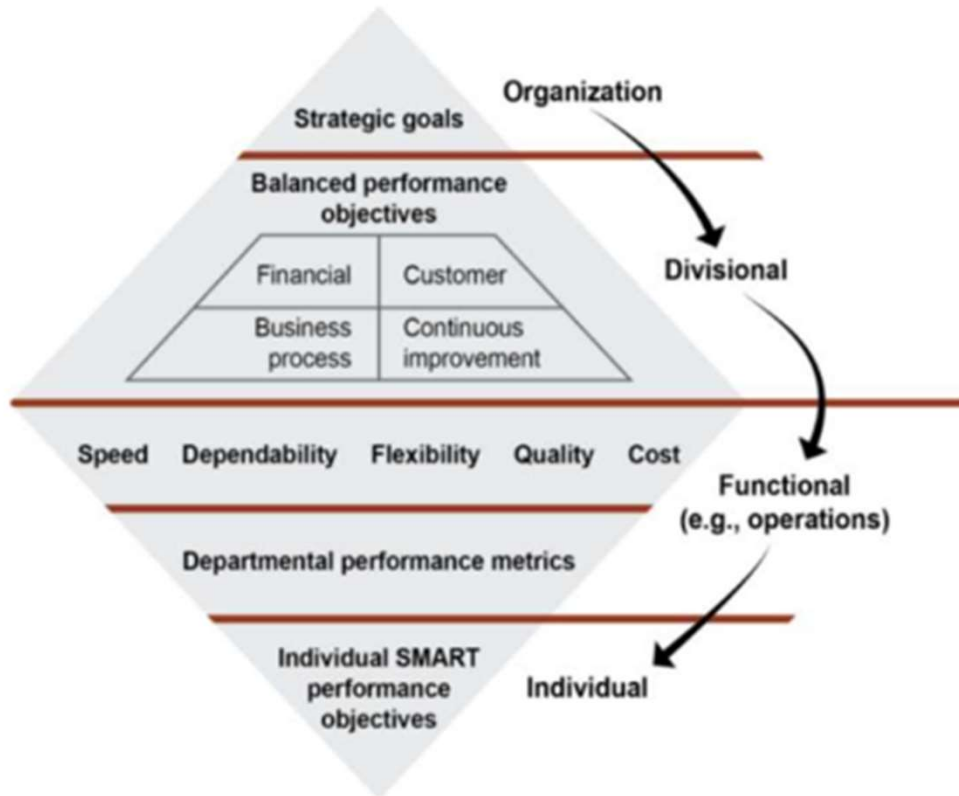 Strategic goals
Organization
Balanced performance
objectives
Financial
Customer
Divisional
Business
process
Continuous
improvement
Speed Dependability Flexibility Quality Cost
Functional
(e.g., operations)
Departmental performance metrics
Individual SMART
performance
objectives
Individual